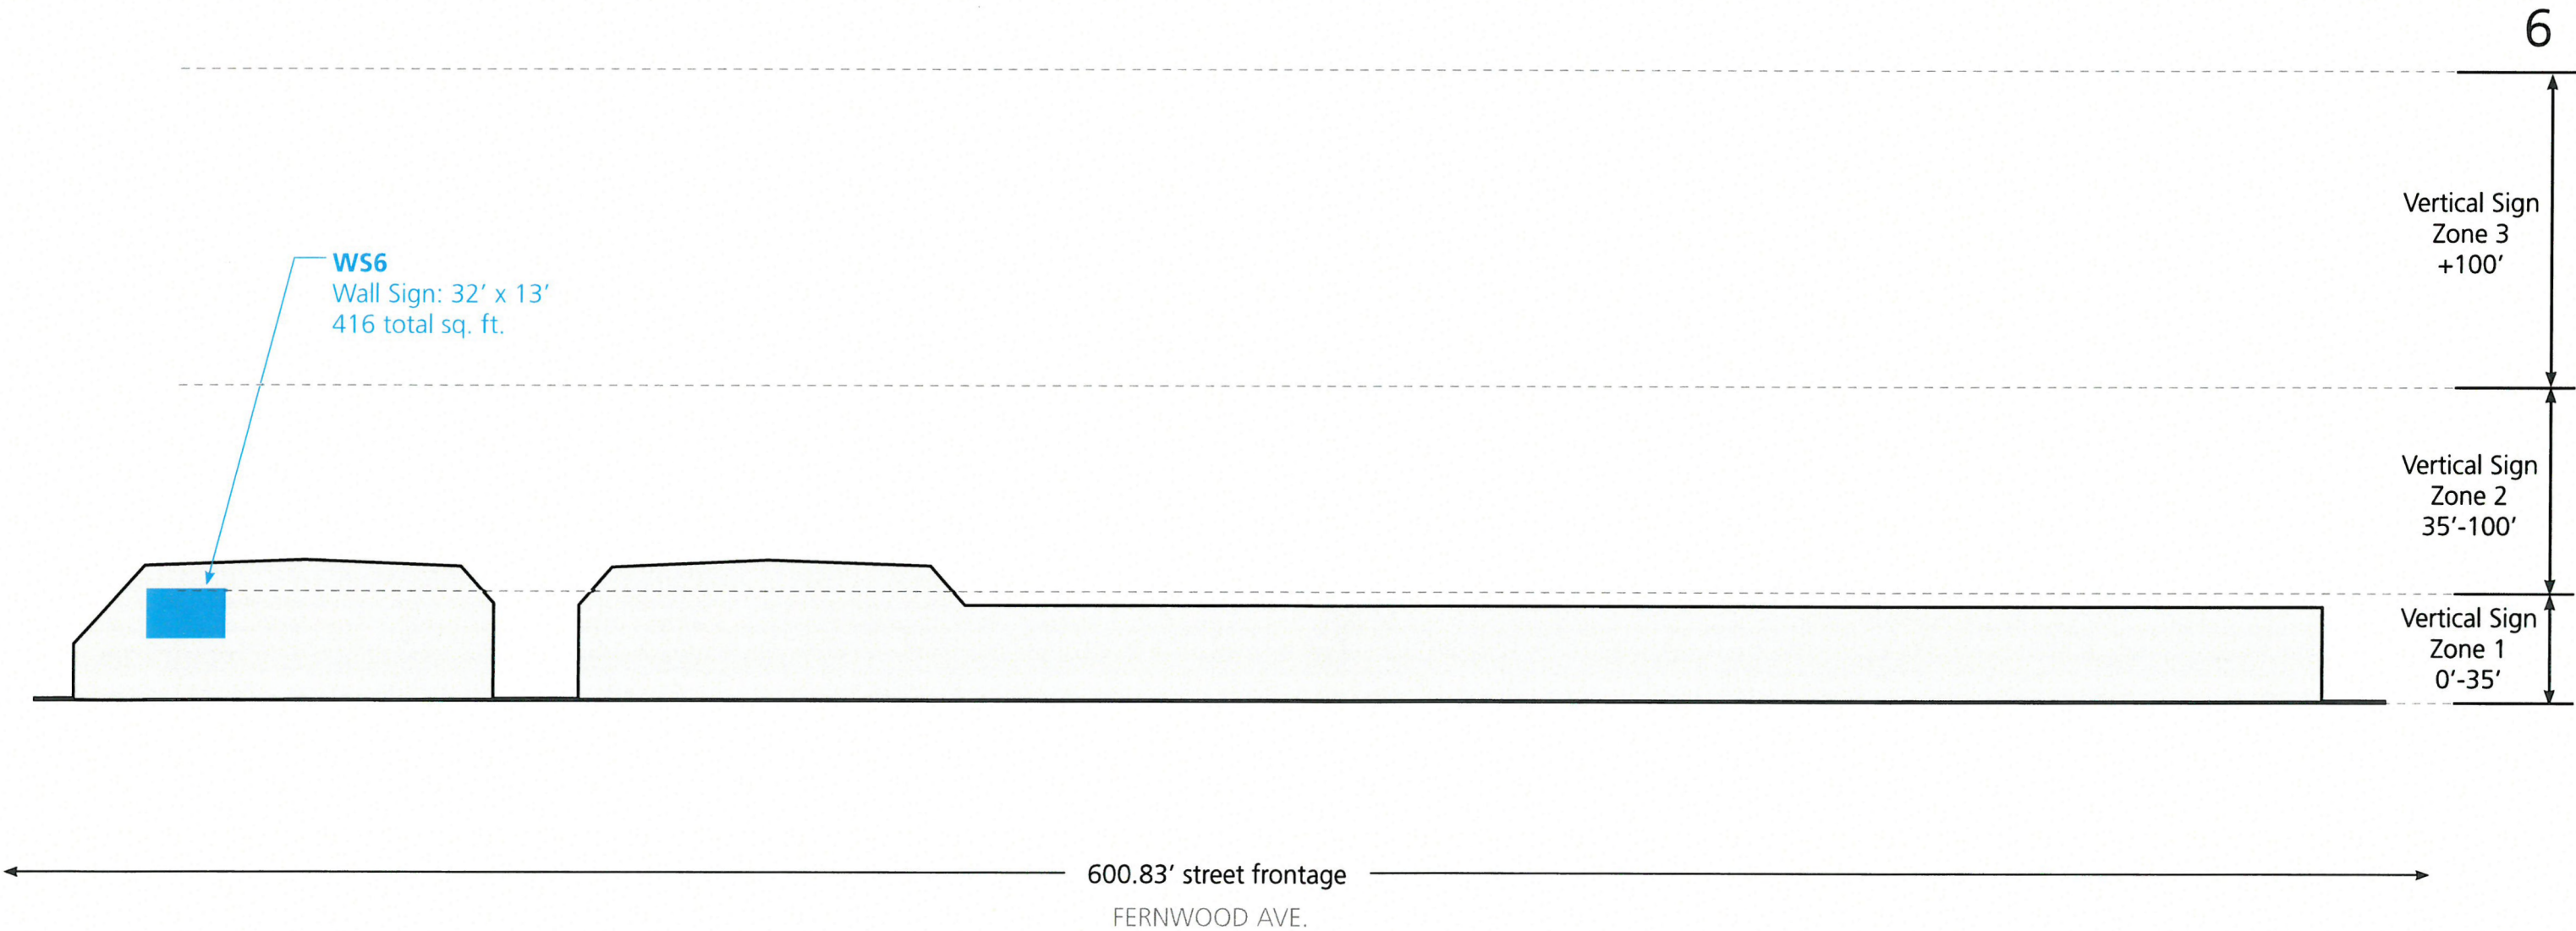 6
Vertical Sign
Zone 3
+100’
WS6
Wall Sign: 32’ x 13’
416 total sq. ft.
Vertical Sign
Zone 2
35’-100’
Vertical Sign
Zone 1
0’-35’
600.83’ street frontage
FERNWOOD AVE.